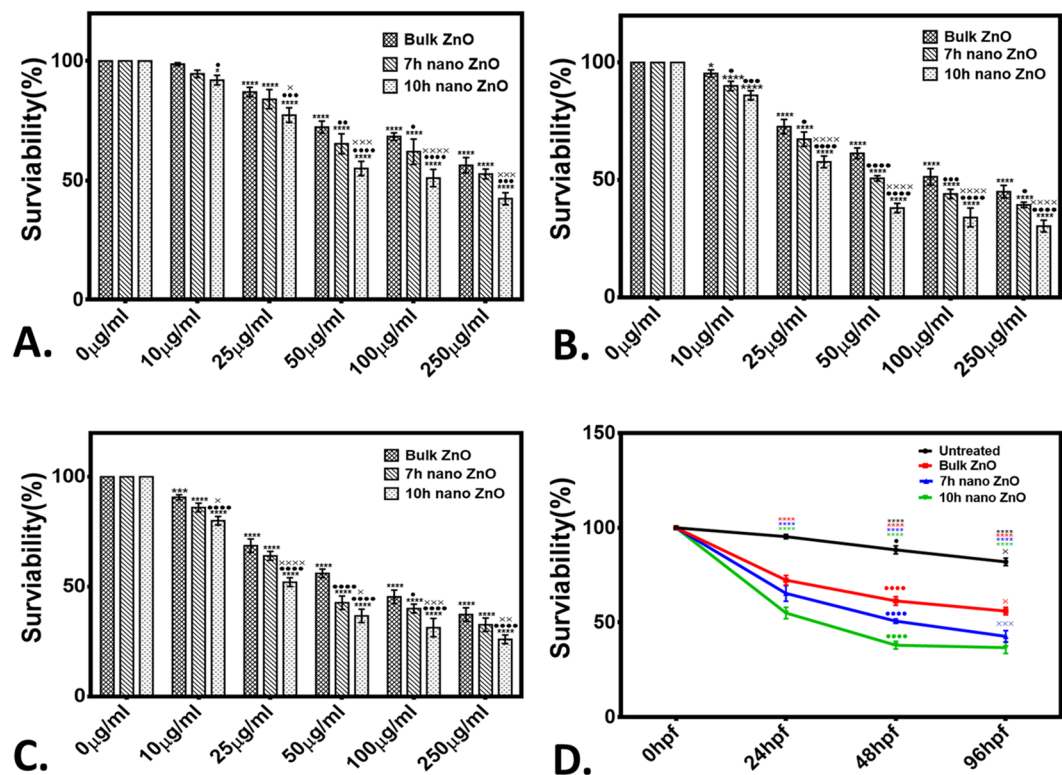 Surviability(%)
100
50
0
Bulk ZnO
7h nano ZnO
10h nano ZnO
0µg/ml
10µg/ml
25µg/ml
50µg/ml
100µg/ml
250µg/ml
A.
Surviability(%)
100
50
0
Bulk ZnO
7h nano ZnO
10h nano ZnO
0µg/ml
10µg/ml
25µg/ml
50µg/ml
100µg/ml
250µg/ml
B.
Surviability(%)
100
50
0
Bulk ZnO
7h nano ZnO
10h nano ZnO
0µg/ml
10µg/ml
25µg/ml
50µg/ml
100µg/ml
250µg/ml
C.
Surviability(%)
150
100
50
0
Untreated
Bulk ZnO
7h nano ZnO
10h nano ZnO
0hpf
24hpf
48hpf
96hpf
D.